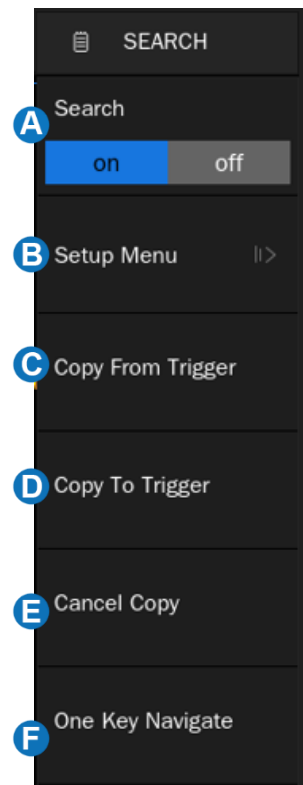 SEARCH
A
Search
on off
B Setup Menu
C Copy From Trigger
D Copy To Trigger
E Cancel Copy
F One Key Navigate